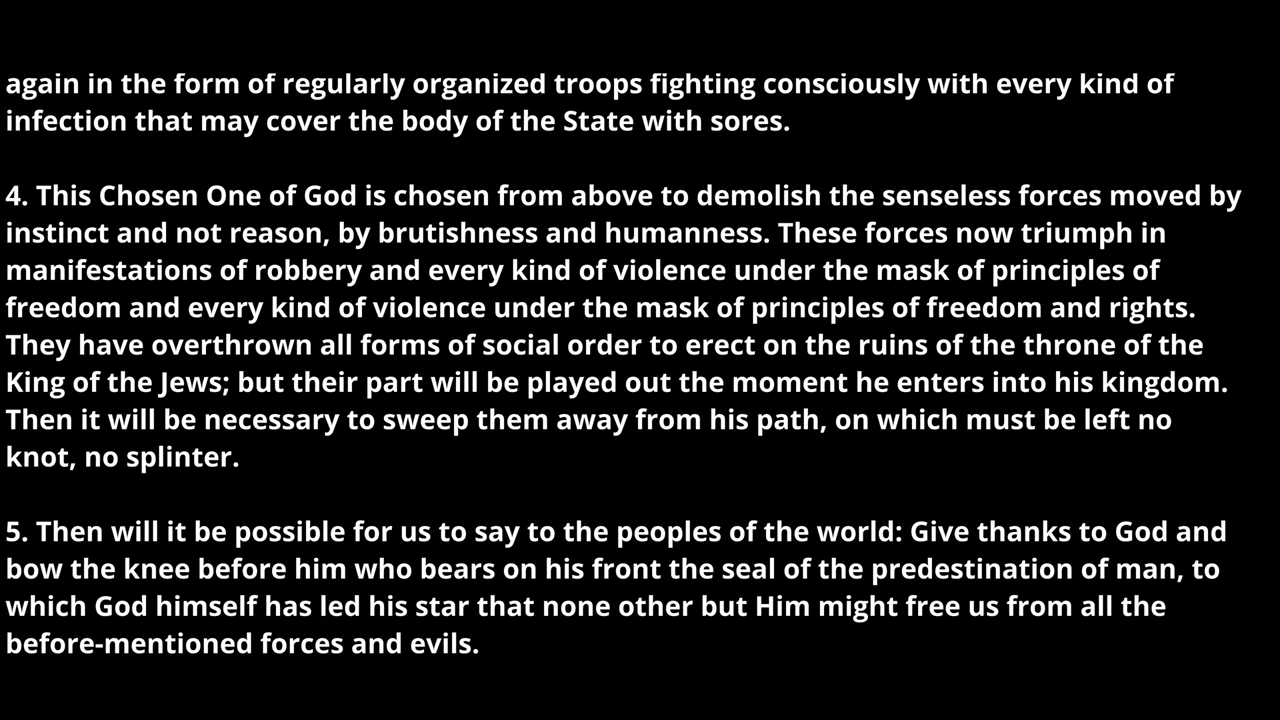 again in the form of regularly organized troops fighting consciously with every kind of
infection that may cover the body of the State with sores.
4. This Chosen One of God is chosen from above to demolish the senseless forces moved by
instinct and not reason, by brutishness and humanness. These forces now triumph in
manifestations of robbery and every kind of violence under the mask of principles of
freedom and every kind of violence under the mask of principles of freedom and rights.
They have overthrown all forms of social order to erect on the ruins of the throne of the
King of the Jews; but their part will be played out the moment he enters into his kingdom.
Then it will be necessary to sweep them away from his path, on which must be left no
knot, no splinter.
5. Then will it be possible for us to say to the peoples of the world: Give thanks to God and
bow the knee before him who bears on his front the seal of the predestination of man, to
which God himself has led his star that none other but Him might free us from all the
before-mentioned forces and evils.